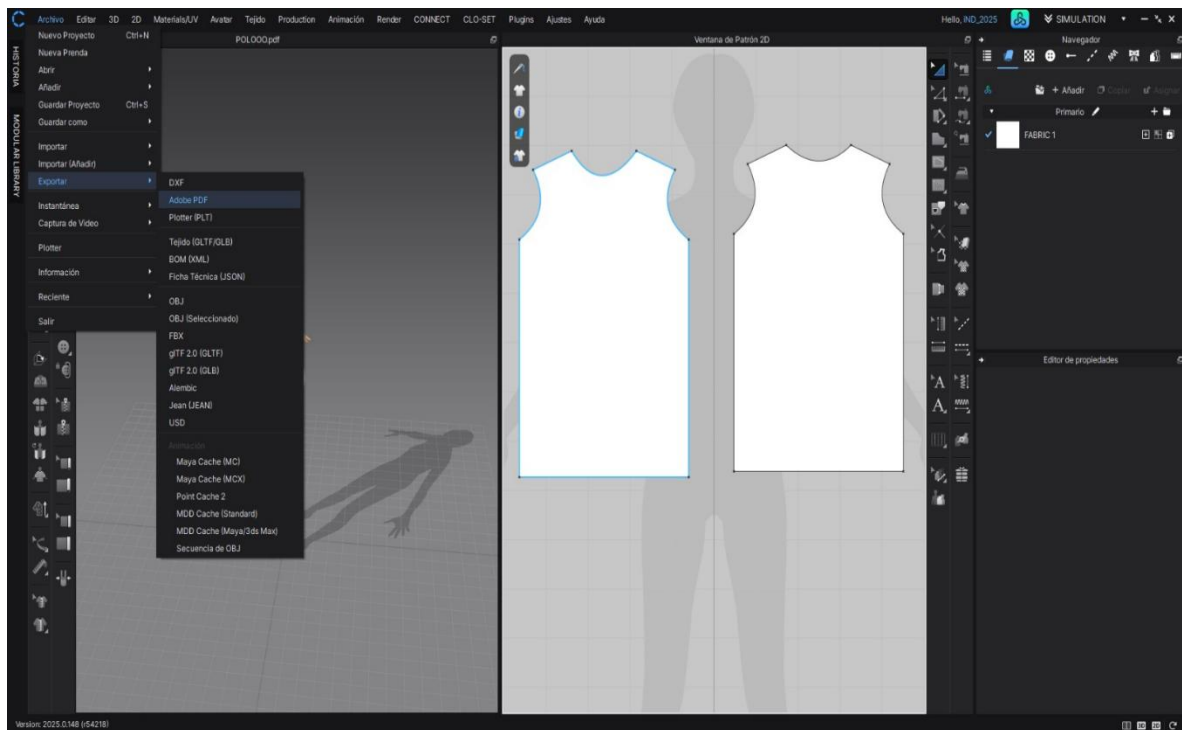 Archivo Editar 3D 2D Materials/UV Avatar Tejido Production Animación Render CONNECT CLO-SET Plugins Ajustes Ayuda
Hello, iND_2025
SIMULATION
HISTORIA
MODULAR LIBRARY
Nuevo Proyecto Ctrl+N
Nueva Prenda
Abrir
Añadir
Guardar Proyecto Ctrl+S
Guardar como
Importar
Importar (Añadir)
Exportar
Instantánea
Captura de Video
Plotter
Información
Reciente
Salir
DXF
Adobe PDF
Plotter (PLT)
Tejido (GLTF/GLB)
BOM (XML)
Ficha Técnica (JSON)
OBJ
OBJ (Seleccionado)
FBX
glTF 2.0 (GLTF)
glTF 2.0 (GLB)
Alembic
Jean (JEAN)
USD
Animación
Maya Cache (MC)
Maya Cache (MCX)
Point Cache 2
MDD Cache (Standard)
MDD Cache (Maya/3ds Max)
Secuencia de OBJ
POLOOO.pdf
Ventana de Patrón 2D
Navegador
+ Añadir Copiar Asignar
Primario
FABRIC 1
Editor de propiedades
Version: 2025.0.148 (r54218)
3D 2D